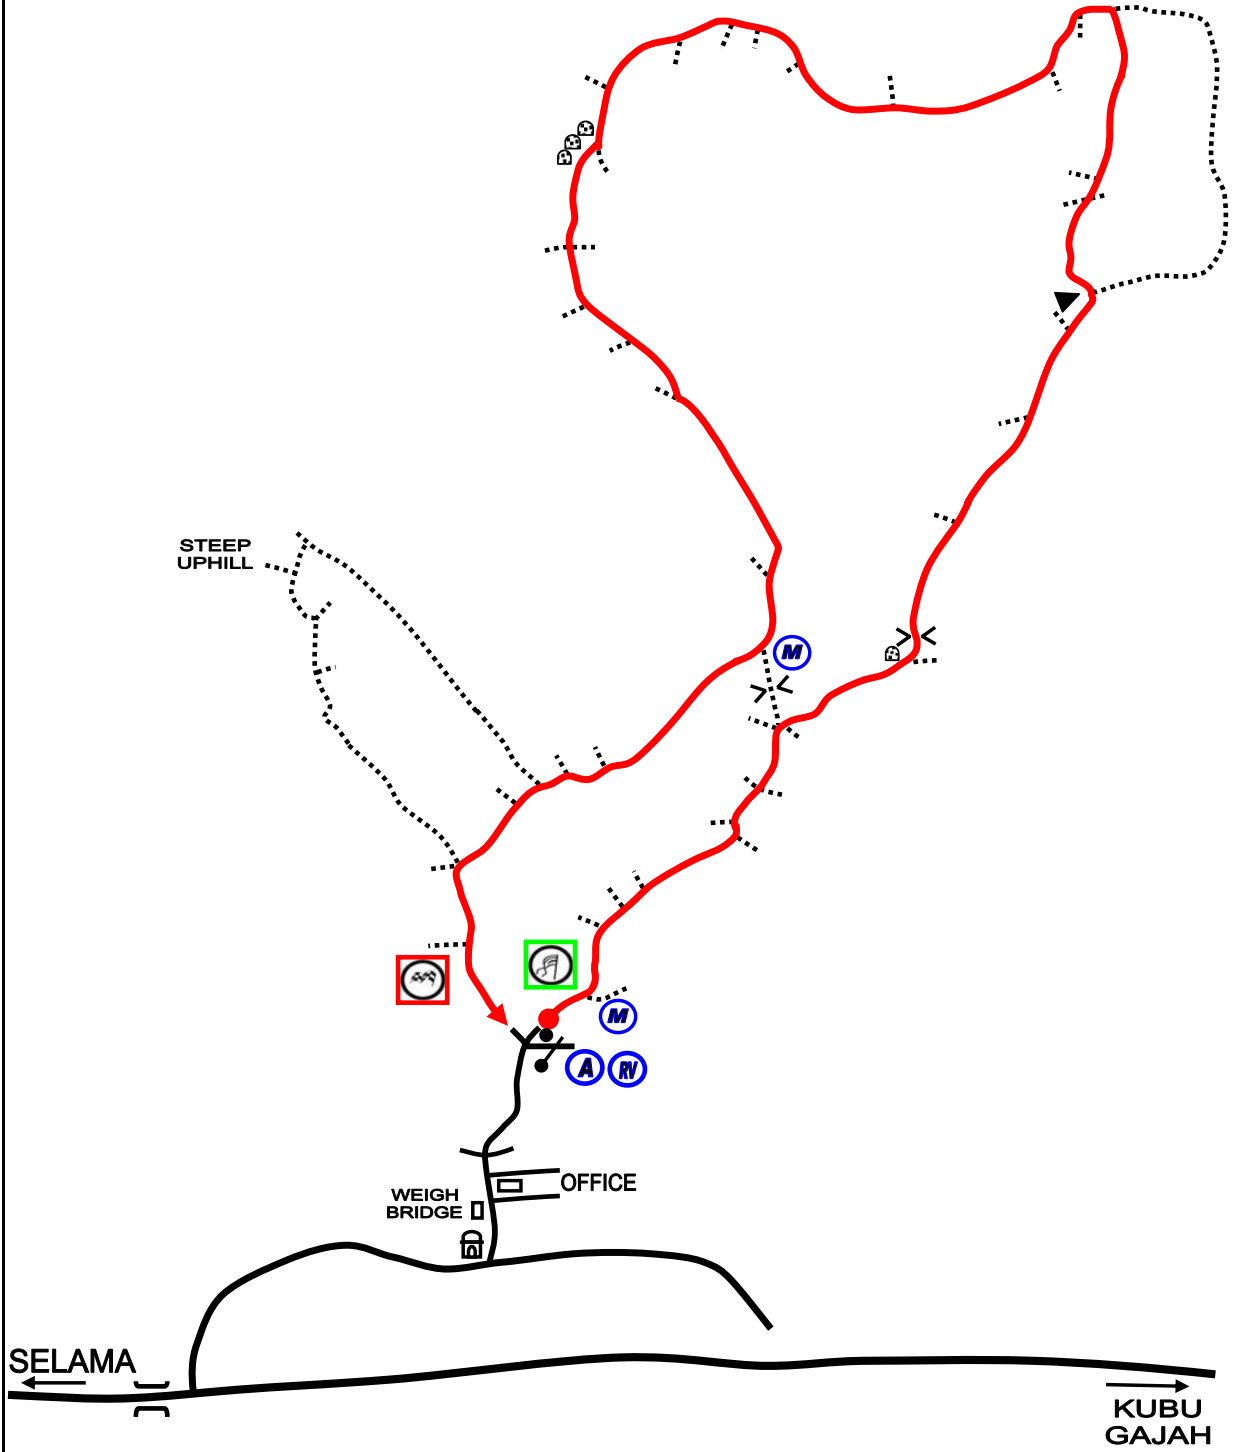 STEEP
UPHILL
M
M
A
RV
OFFICE
WEIGH
BRIDGE
SELAMA
KUBU
GAJAH